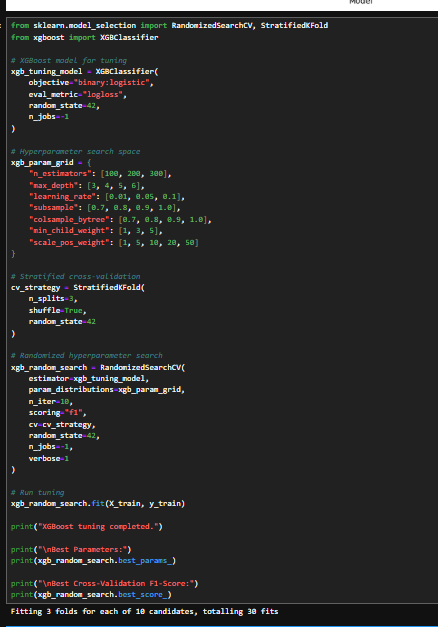 Model
from sklearn.model_selection import RandomizedSearchCV, StratifiedKFold
from xgboost import XGBClassifier

# XGBoost model for tuning
xgb_tuning_model = XGBClassifier(
    objective="binary:logistic",
    eval_metric="logloss",
    random_state=42,
    n_jobs=-1
)

# Hyperparameter search space
xgb_param_grid = {
    "n_estimators": [100, 200, 300],
    "max_depth": [3, 4, 5, 6],
    "learning_rate": [0.01, 0.05, 0.1],
    "subsample": [0.7, 0.8, 0.9, 1.0],
    "colsample_bytree": [0.7, 0.8, 0.9, 1.0],
    "min_child_weight": [1, 3, 5],
    "scale_pos_weight": [1, 5, 10, 20, 50]
}

# Stratified cross-validation
cv_strategy = StratifiedKFold(
    n_splits=3,
    shuffle=True,
    random_state=42
)

# Randomized hyperparameter search
xgb_random_search = RandomizedSearchCV(
    estimator=xgb_tuning_model,
    param_distributions=xgb_param_grid,
    n_iter=10,
    scoring="f1",
    cv=cv_strategy,
    random_state=42,
    n_jobs=-1,
    verbose=1
)

# Run tuning
xgb_random_search.fit(X_train, y_train)

print("XGBoost tuning completed.")

print("\nBest Parameters:")
print(xgb_random_search.best_params_)

print("\nBest Cross-Validation F1-Score:")
print(xgb_random_search.best_score_)
Fitting 3 folds for each of 10 candidates, totalling 30 fits